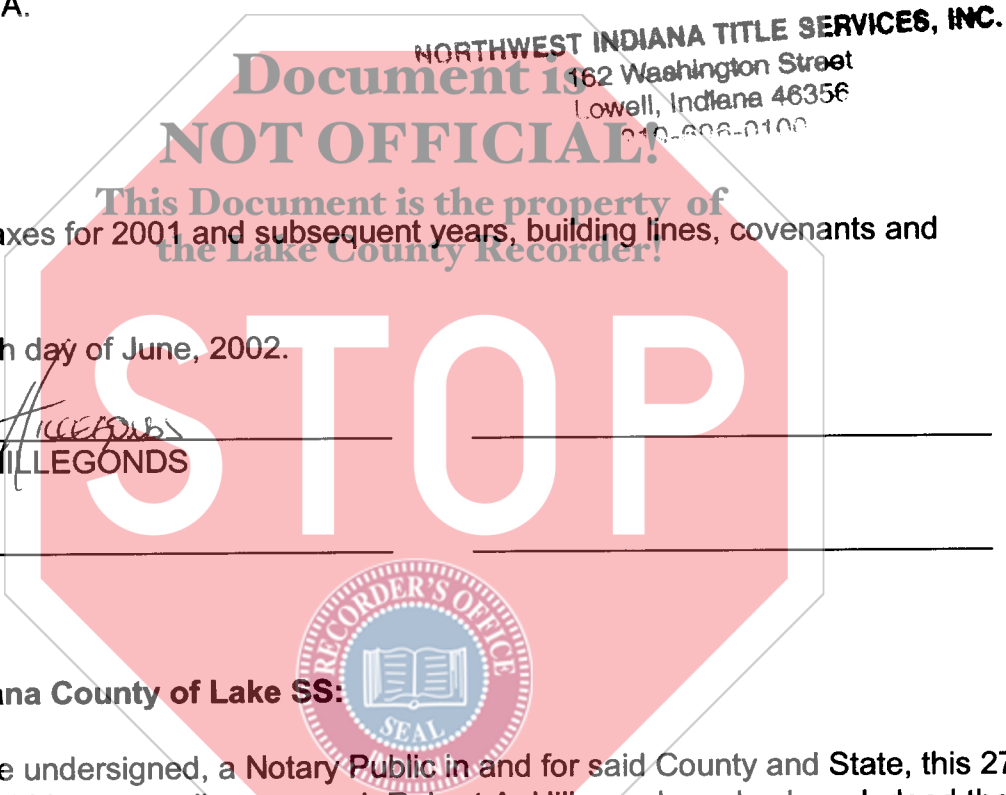 A.
NORTHWEST INDIANA TITLE SERVICES, INC.
162 Washington Street
Lowell, Indiana 46356
Document is
NOT OFFICIAL!
This Document is the property of
axes for 2001 and subsequent years, building lines, covenants and
the Lake County Recorder!
h day of June, 2002.
STOP
ILLEGONDS
RECORDER'S OFFICE
SEAL
ana County of Lake SS:
e undersigned, a Notary Public in and for said County and State, this 27